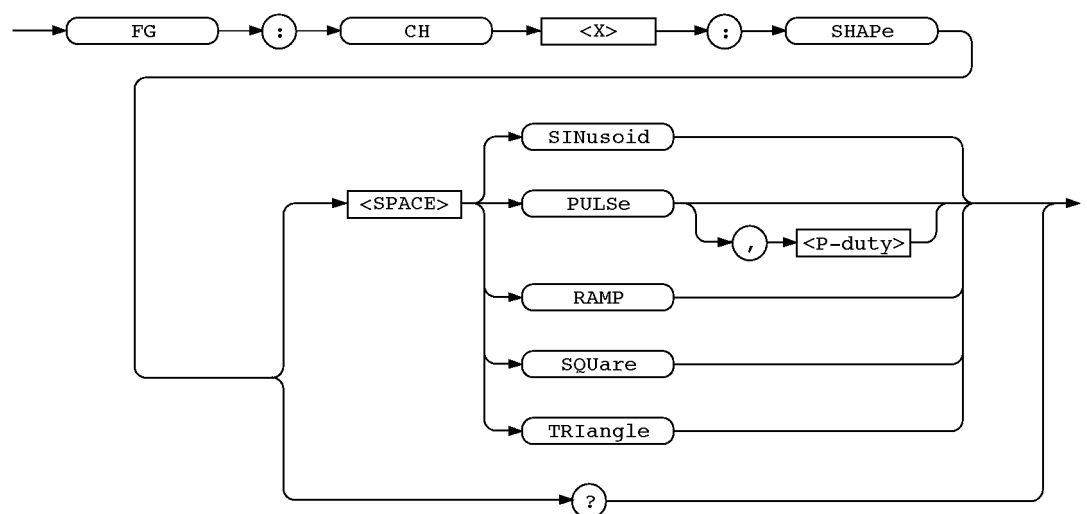 FG : CH <X> : SHAPe
SINusoid
<SPACE> PULSe
, <P-duty>
RAMP
SQUare
TRIangle
?